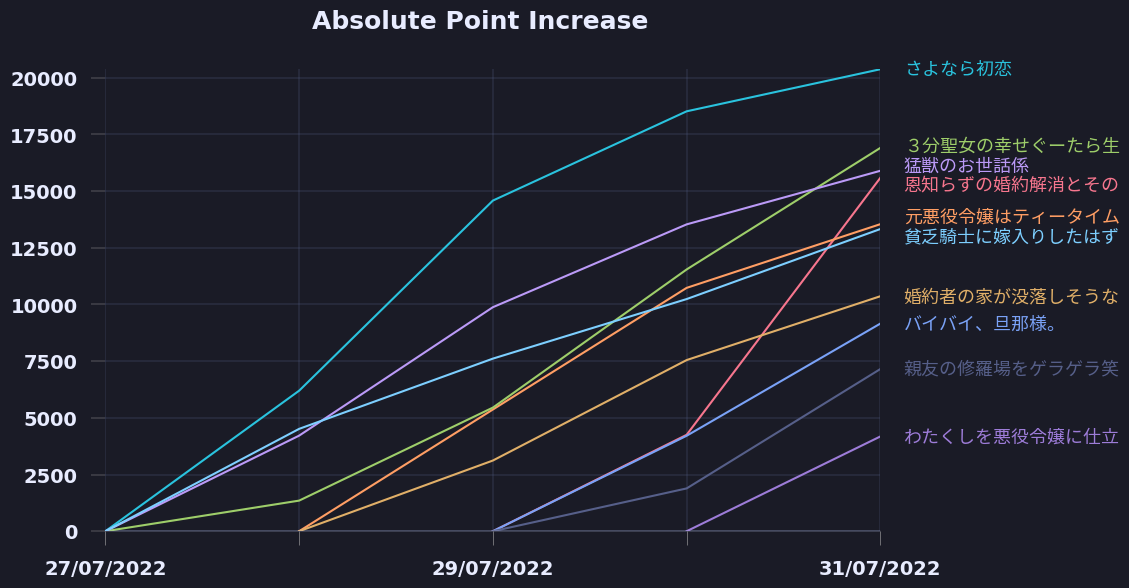 Absolute Point Increase
20000
17500
15000
12500
10000
7500
5000
2500
0
27/07/2022
29/07/2022
31/07/2022
さよなら初恋
３分聖女の幸せぐーたら生
猛獣のお世話係
恩知らずの婚約解消とその
元悪役令嬢はティータイム
貧乏騎士に嫁入りしたはず
婚約者の家が没落しそうな
バイバイ、旦那様。
親友の修羅場をゲラゲラ笑
わたくしを悪役令嬢に仕立